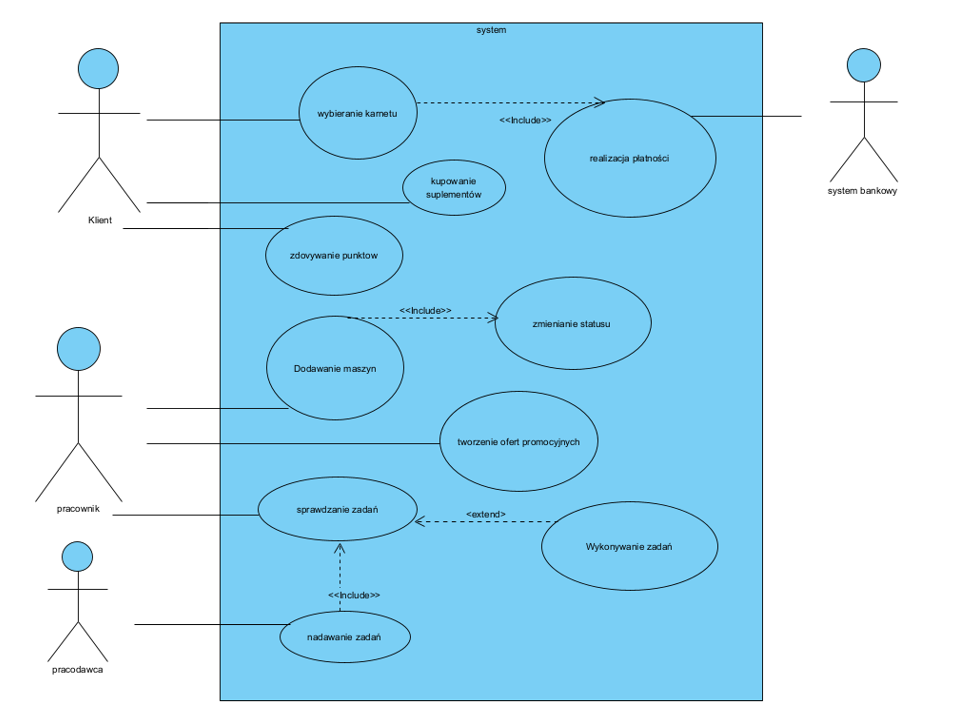 system
wybieranie karnetu
<<Include>>
realizacja płatności
system bankowy
kupowanie
suplementów
Klient
zdovywanie punktow
<<Include>>
zmienianie statusu
Dodawanie maszyn
tworzenie ofert promocyjnych
pracownik
sprawdzanie zadań
<extend>
Wykonywanie zadań
<<Include>>
nadawanie zadań
pracodawca